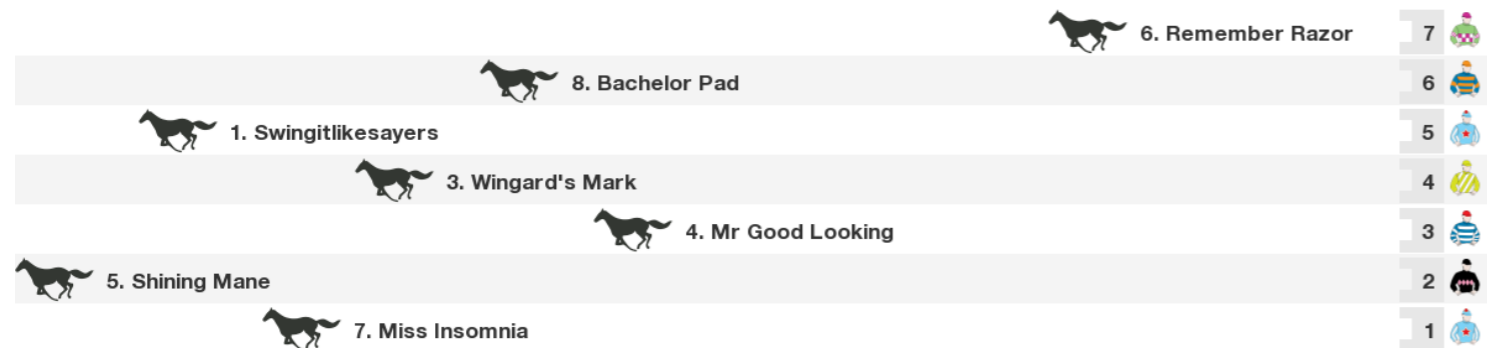 6. Remember Razor 7
8. Bachelor Pad 6
1. Swingitlikesayers 5
3. Wingard's Mark 4
4. Mr Good Looking 3
5. Shining Mane 2
7. Miss Insomnia 1